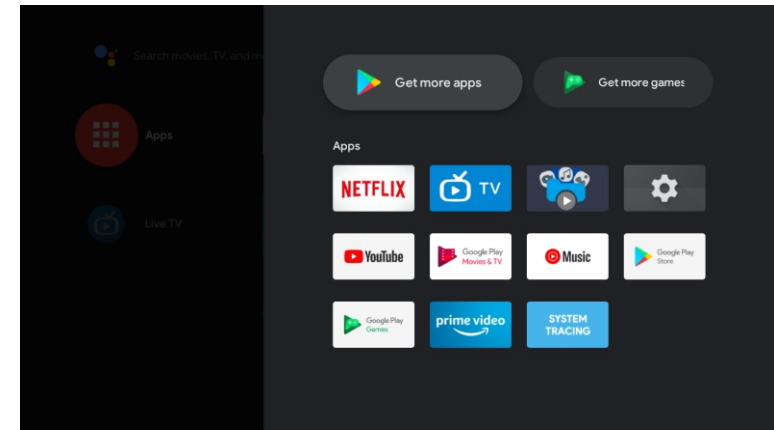 Search movies, TV, and m
Get more apps
Get more games
Apps
Apps
Live TV
NETFLIX
TV
YouTube
Google Play
Movies & TV
Music
Google Play
Store
Google Play
Games
prime video
SYSTEM
TRACING